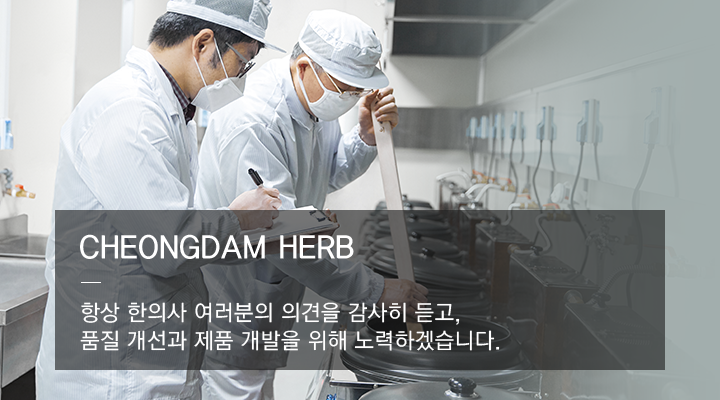 CHEONGDAM HERB
항상 한의사 여러분의 의견을 감사히 듣고,
품질 개선과 제품 개발을 위해 노력하겠습니다.